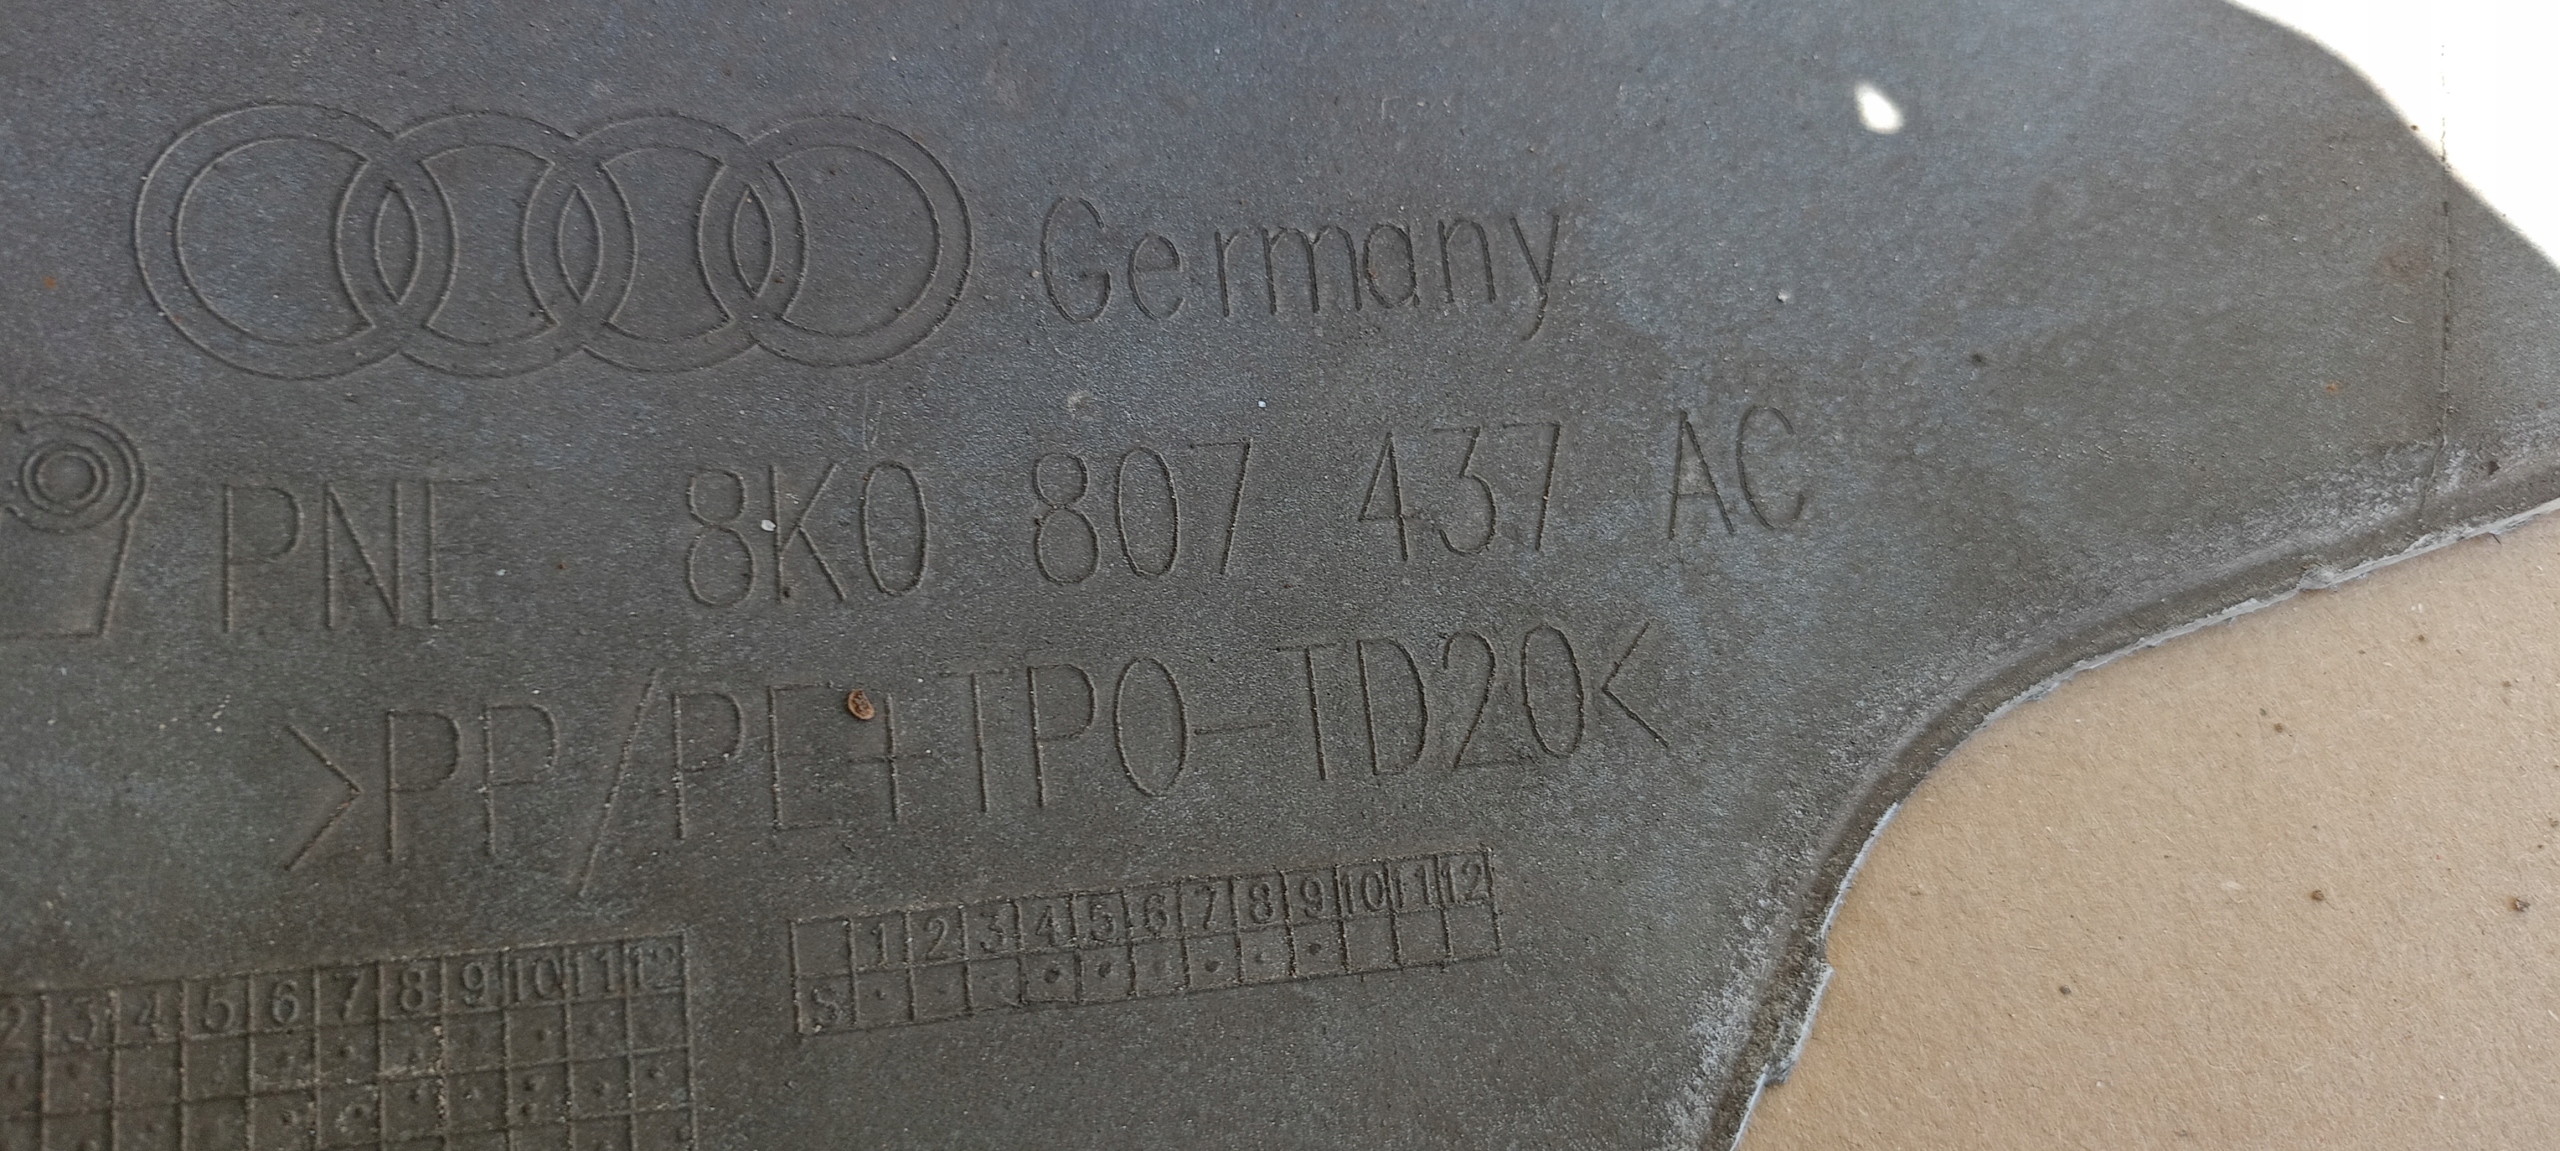 Germany
PNE 8K0 807 437 AC
>PP/PE+TPO-TD20<
1 2 3 4 5 6 7 8 9 10 11 12
S
2 3 4 5 6 7 8 9 10 11 12